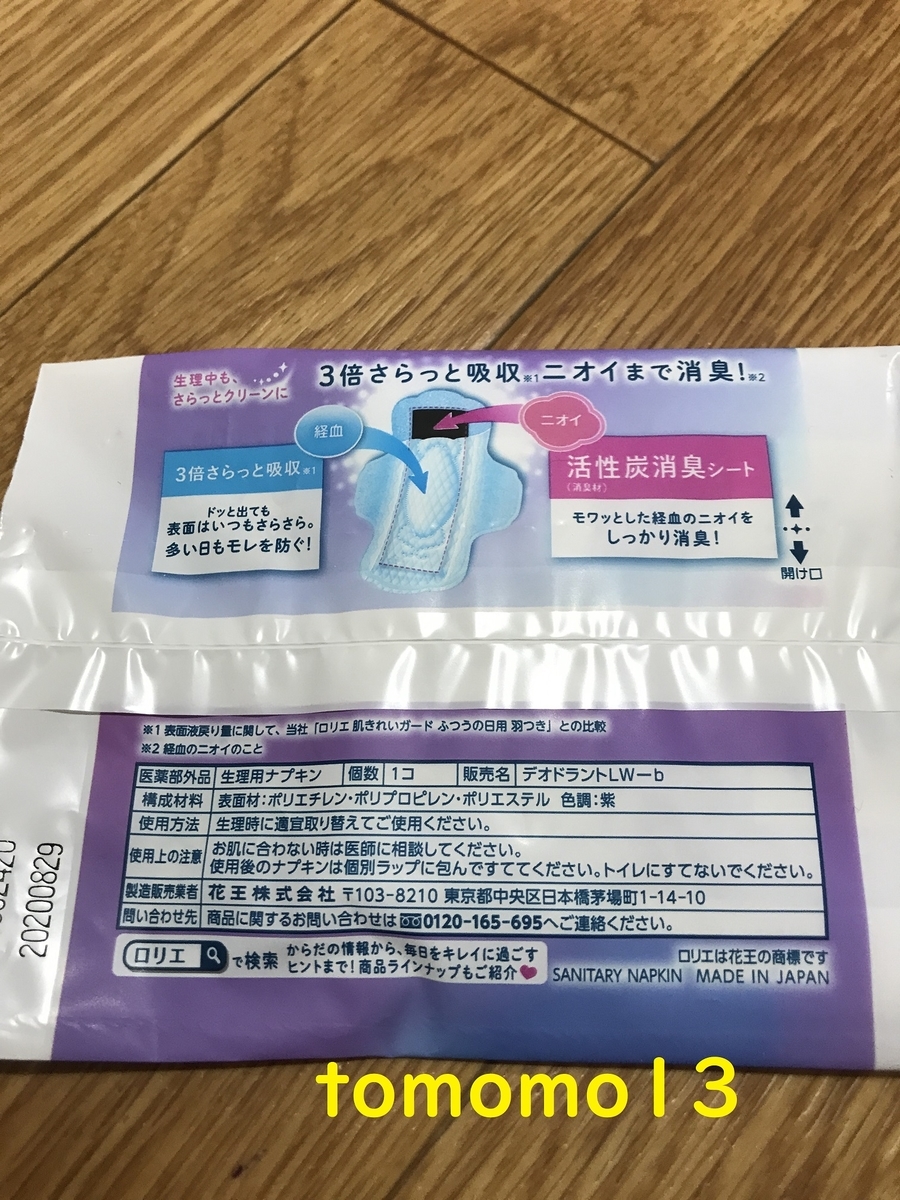 生理中も、
さらっとクリーンに
3倍さらっと吸収※1ニオイまで消臭!※2
経血
ニオイ
3倍さらっと吸収※1
ドッと出ても
表面はいつもさらさら。
多い日もモレを防ぐ!
活性炭消臭シート
(消臭材)
モワッとした経血のニオイを
しっかり消臭!
開け口
※1 表面液戻り量に関して、当社「ロリエ 肌きれいガード ふつうの日用 羽つき」との比較
※2 経血のニオイのこと
医薬部外品 生理用ナプキン 個数 1コ 販売名 デオドラントLW－b
構成材料 表面材:ポリエチレン・ポリプロピレン・ポリエステル 色調:紫
使用方法 生理時に適宜取り替えてご使用ください。
使用上の注意 お肌に合わない時は医師に相談してください。
使用後のナプキンは個別ラップに包んですててください。トイレにすてないでください。
製造販売業者 花王株式会社 〒103-8210 東京都中央区日本橋茅場町1-14-10
問い合わせ先 商品に関するお問い合わせは0120-165-695へご連絡ください。
ロリエ で検索
からだの情報から、毎日をキレイに過ごす
ヒントまで!商品ラインナップもご紹介
ロリエは花王の商標です
SANITARY NAPKIN MADE IN JAPAN
20200829
tomomo13